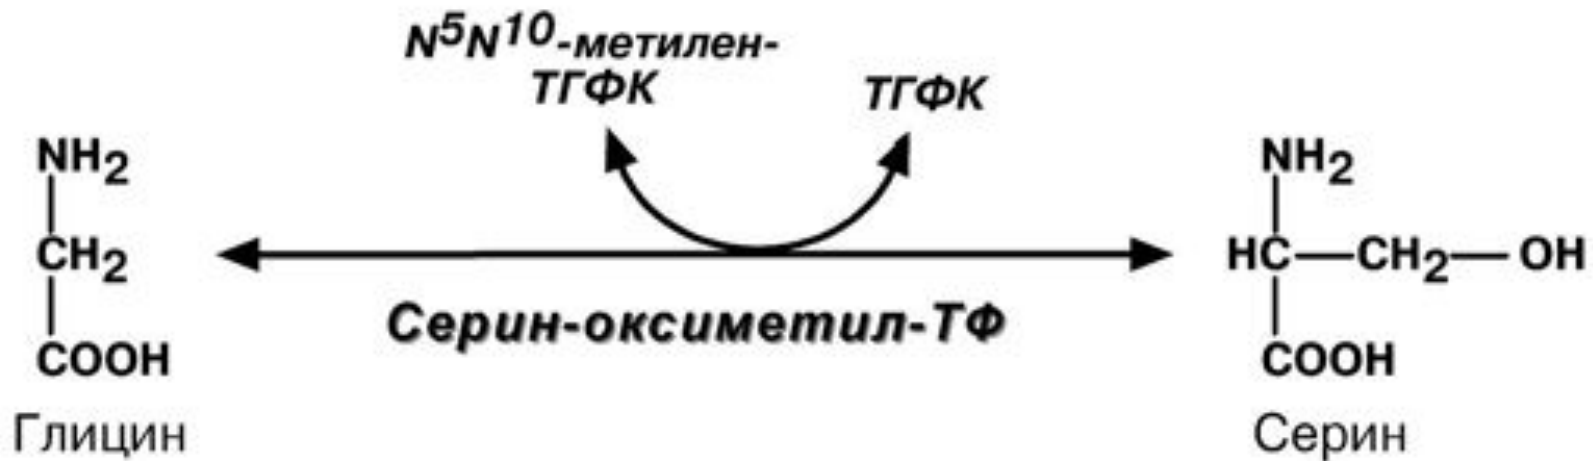 N⁵N¹⁰-метилен-
ТГФК
ТГФК
NH₂
CH₂
COOH
Глицин
Серин-оксиметил-ТФ
NH₂
HC—CH₂—OH
COOH
Серин